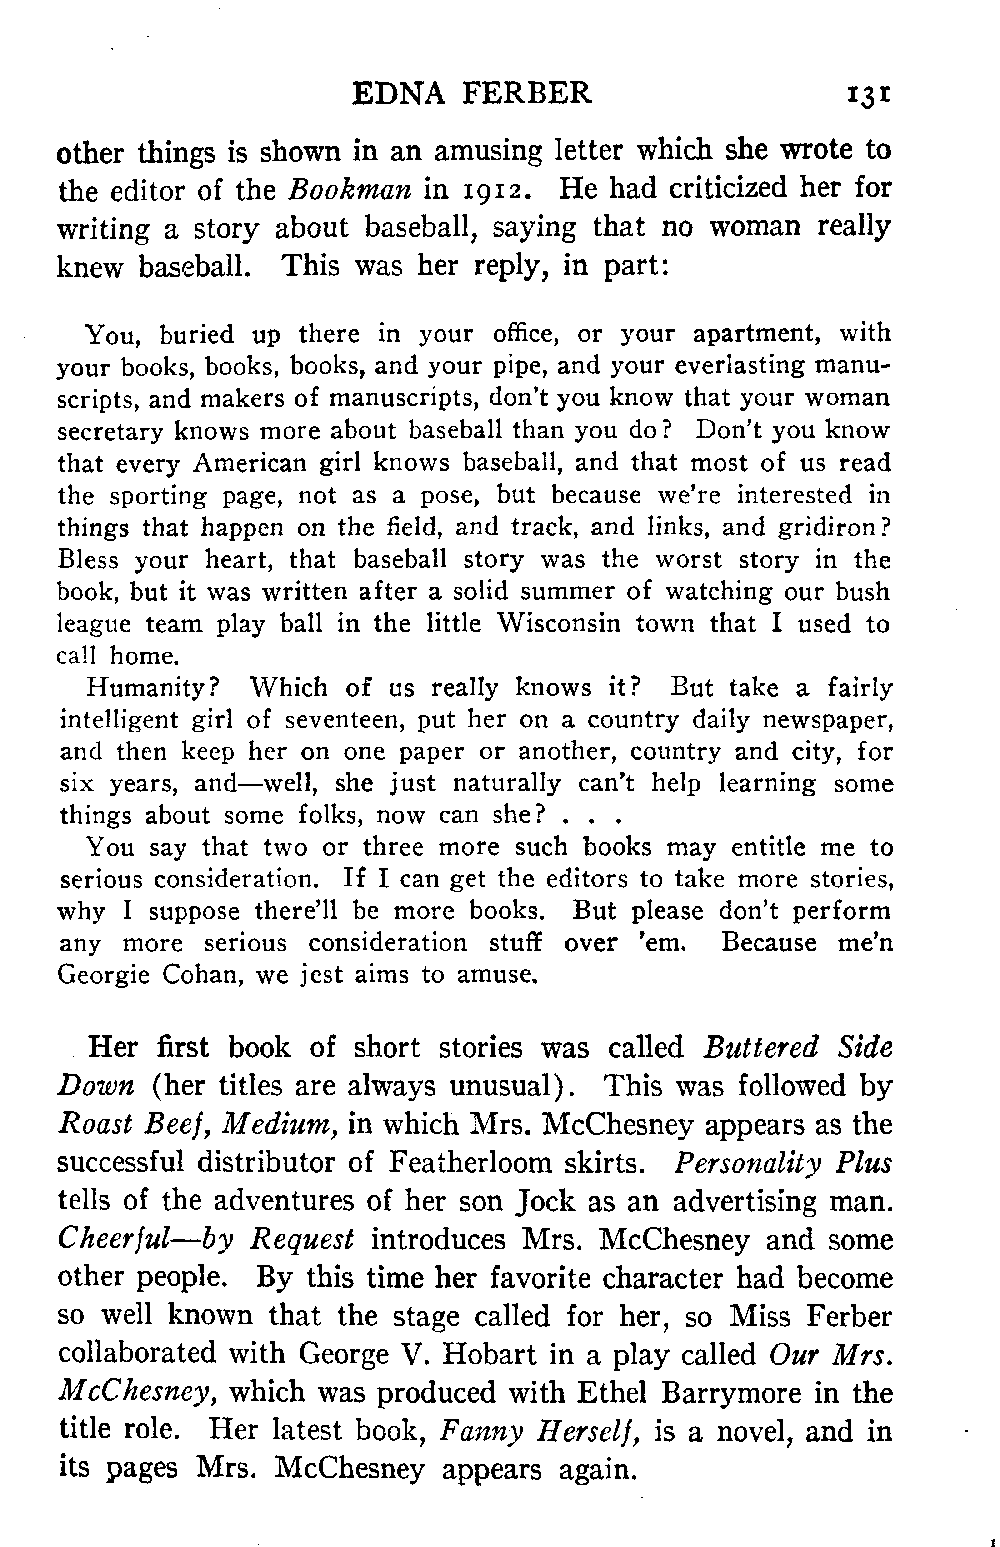 EDNA FERBER 131
other things is shown in an amusing letter which she wrote to
the editor of the Bookman in 1912. He had criticized her for
writing a story about baseball, saying that no woman really
knew baseball. This was her reply, in part:
You, buried up there in your office, or your apartment, with
your books, books, books, and your pipe, and your everlasting manu-
scripts, and makers of manuscripts, don't you know that your woman
secretary knows more about baseball than you do? Don't you know
that every American girl knows baseball, and that most of us read
the sporting page, not as a pose, but because we're interested in
things that happen on the field, and track, and links, and gridiron?
Bless your heart, that baseball story was the worst story in the
book, but it was written after a solid summer of watching our bush
league team play ball in the little Wisconsin town that I used to
call home.
Humanity? Which of us really knows it? But take a fairly
intelligent girl of seventeen, put her on a country daily newspaper,
and then keep her on one paper or another, country and city, for
six years, and—well, she just naturally can't help learning some
things about some folks, now can she? . . .
You say that two or three more such books may entitle me to
serious consideration. If I can get the editors to take more stories,
why I suppose there'll be more books. But please don't perform
any more serious consideration stuff over 'em. Because me'n
Georgie Cohan, we jest aims to amuse.
Her first book of short stories was called Buttered Side
Down (her titles are always unusual). This was followed by
Roast Beef, Medium, in which Mrs. McChesney appears as the
successful distributor of Featherloom skirts. Personality Plus
tells of the adventures of her son Jock as an advertising man.
Cheerful—by Request introduces Mrs. McChesney and some
other people. By this time her favorite character had become
so well known that the stage called for her, so Miss Ferber
collaborated with George V. Hobart in a play called Our Mrs.
McChesney, which was produced with Ethel Barrymore in the
title role. Her latest book, Fanny Herself, is a novel, and in
its pages Mrs. McChesney appears again.